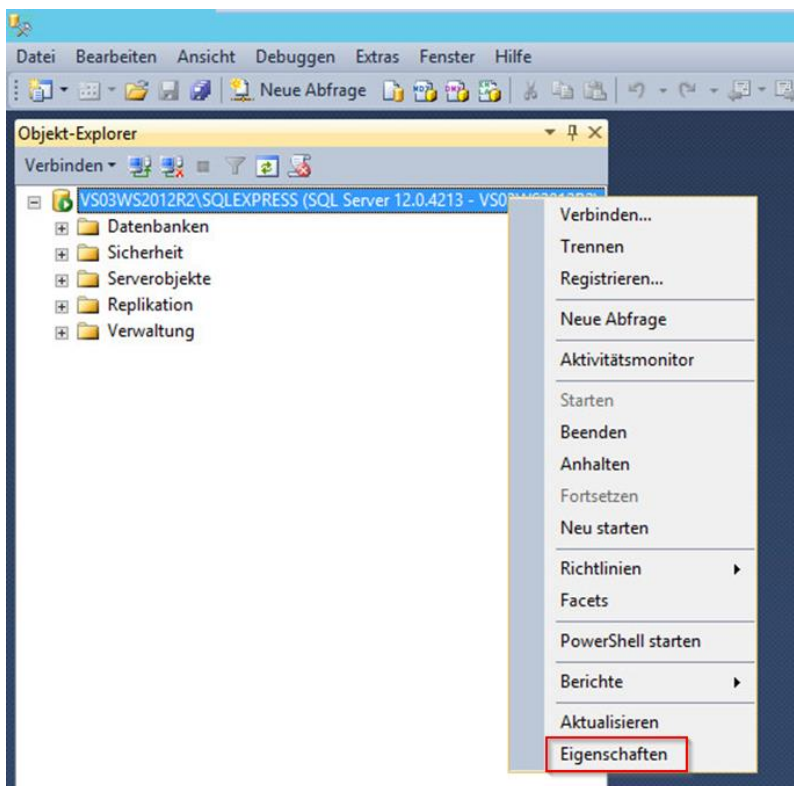 Datei Bearbeiten Ansicht Debuggen Extras Fenster Hilfe
Neue Abfrage
Objekt-Explorer
Verbinden
VS03WS2012R2\SQLEXPRESS (SQL Server 12.0.4213 -
Datenbanken
Sicherheit
Serverobjekte
Replikation
Verwaltung
Verbinden...
Trennen
Registrieren...
Neue Abfrage
Aktivitätsmonitor
Starten
Beenden
Anhalten
Fortsetzen
Neu starten
Richtlinien
Facets
PowerShell starten
Berichte
Aktualisieren
Eigenschaften